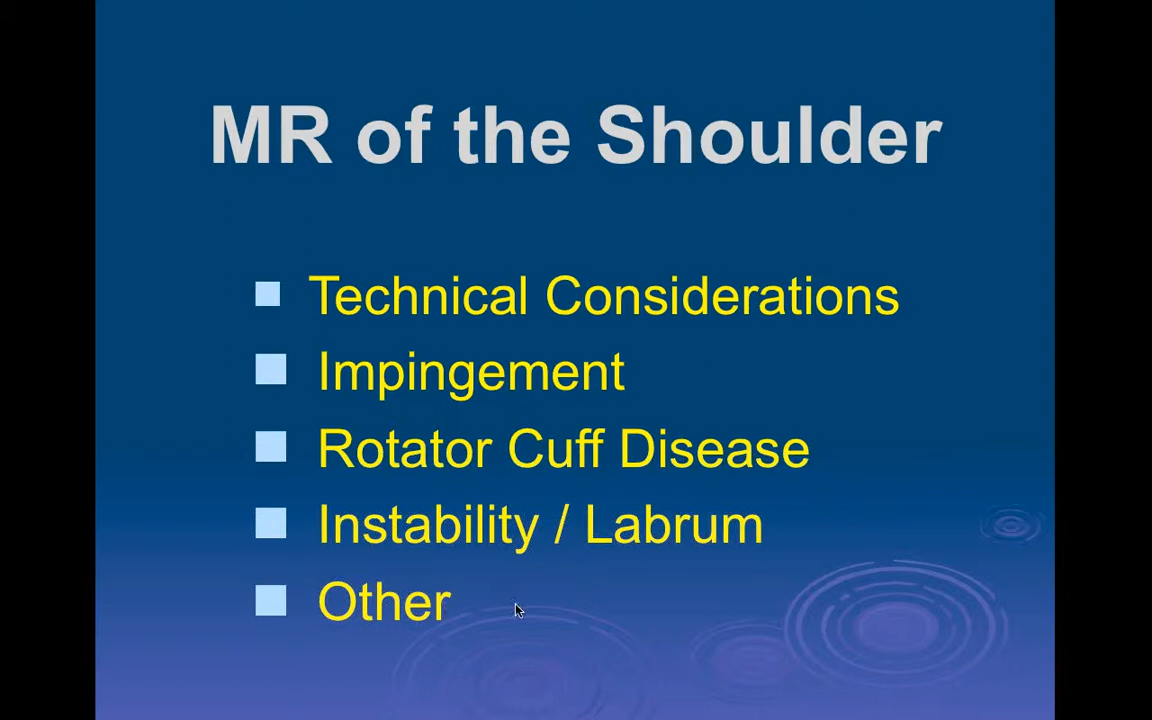 MR of the Shoulder
Technical Considerations
Impingement
Rotator Cuff Disease
Instability / Labrum
Other